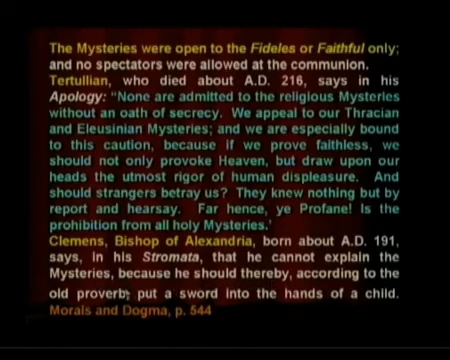 The Mysteries were open to the Fideles or Faithful only;
and no spectators were allowed at the communion.
Tertullian, who died about A.D. 216, says in his
Apology: "None are admitted to the religious Mysteries
without an oath of secrecy. We appeal to our Thracian
and Eleusinian Mysteries; and we are especially bound
to this caution, because if we prove faithless, we
should not only provoke Heaven, but draw upon our
heads the utmost rigor of human displeasure. And
should strangers betray us? They knew nothing but by
report and hearsay. Far hence, ye Profane! Is the
prohibition from all holy Mysteries.'
Clemens, Bishop of Alexandria, born about A.D. 191,
says, in his Stromata, that he cannot explain the
Mysteries, because he should thereby, according to the
old proverb, put a sword into the hands of a child.
Morals and Dogma, p. 544